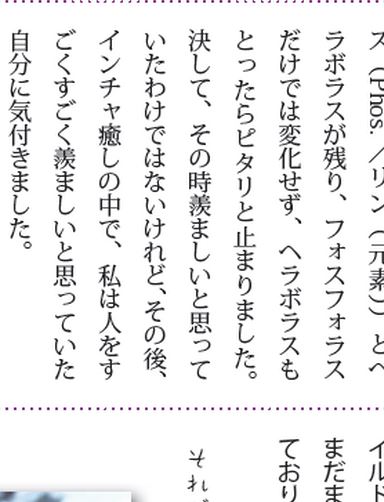 ス（Phos.／リン（元素））とヘ
ラボラスが残り、フォスフォラス
だけでは変化せず、ヘラボラスも
とったらピタリと止まりました。
決して、その時羨ましいと思って
いたわけではないけれど、その後、
インチャ癒しの中で、私は人をす
ごくすごく羨ましいと思っていた
自分に気付きました。
イルド
まだま
ており
それ